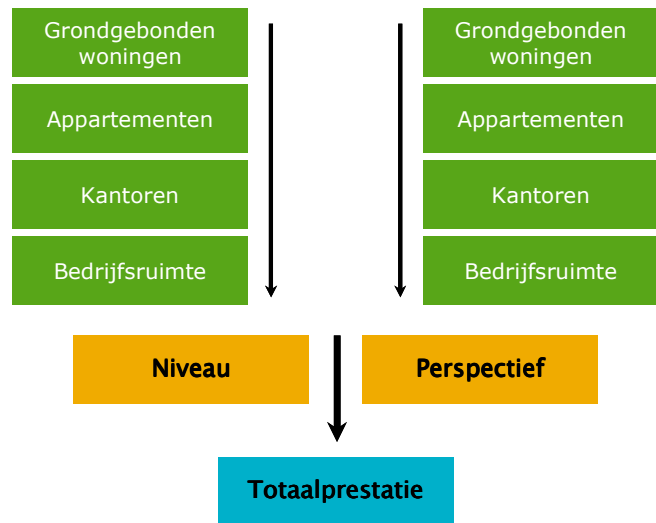 Grondgebonden
woningen
Appartementen
Kantoren
Bedrijfsruimte
Grondgebonden
woningen
Appartementen
Kantoren
Bedrijfsruimte
Niveau
Perspectief
Totaalprestatie